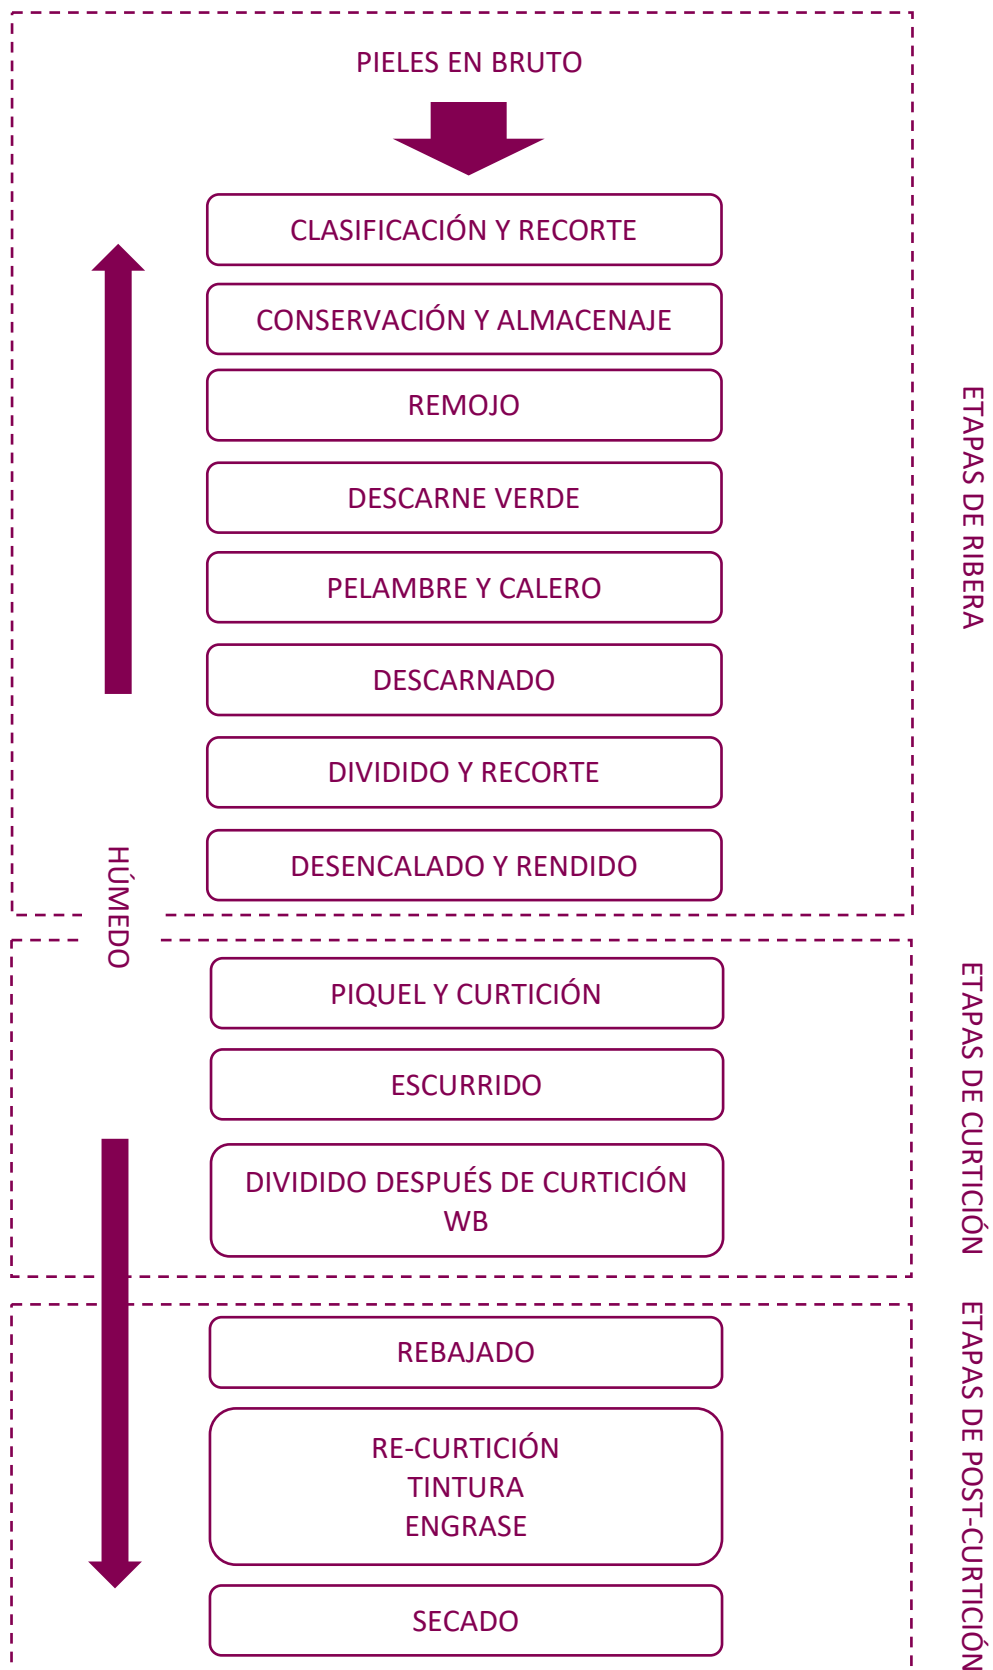 PIELES EN BRUTO
CLASIFICACIÓN Y RECORTE
CONSERVACIÓN Y ALMACENAJE
REMOJO
DESCARNE VERDE
PELAMBRE Y CALERO
DESCARNADO
DIVIDIDO Y RECORTE
DESENCALADO Y RENDIDO
ETAPAS DE RIBERA
HÚMEDO
PIQUEL Y CURTICIÓN
ESCURRIDO
DIVIDIDO DESPUÉS DE CURTICIÓN
WB
ETAPAS DE CURTICIÓN
REBAJADO
RE-CURTICIÓN
TINTURA
ENGRASE
SECADO
ETAPAS DE POST-CURTICIÓN